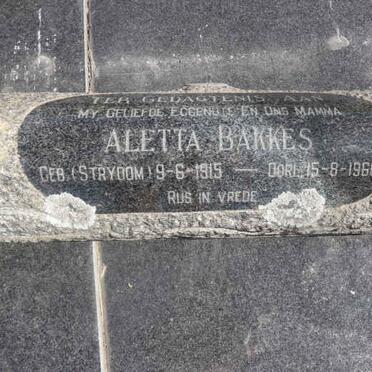 TER GEDAGTENIS AAN
MY GELIEFDE EGGENOTE EN ONS MAMMA
ALETTA BAKKES
GEB. (STRYDOM) 9-6-1915 — OORL. 15-8-196
RUS IN VREDE